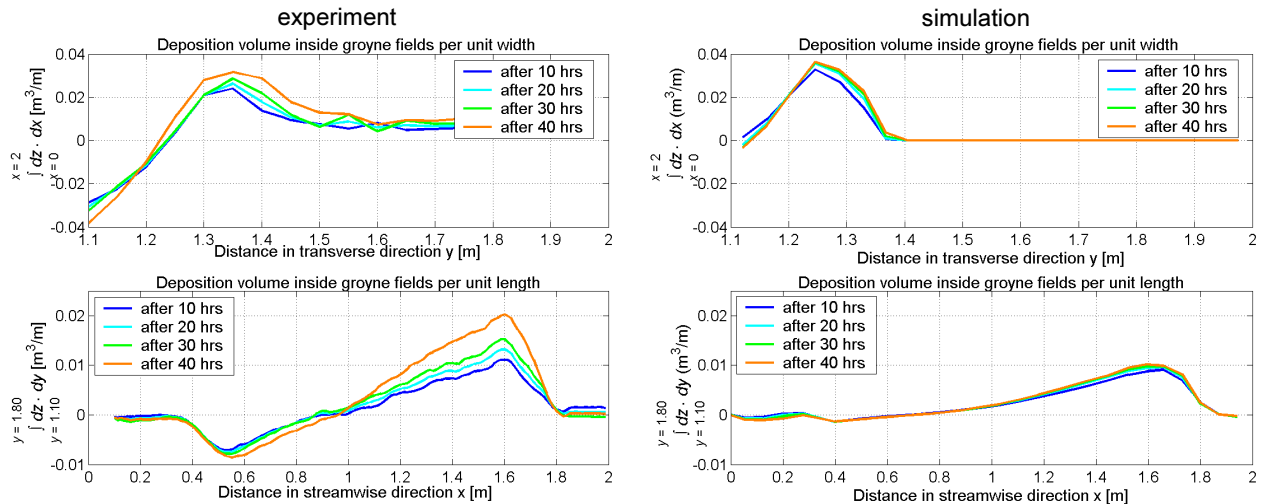 experiment
simulation
Deposition volume inside groyne fields per unit width
0.04
0.02
0
-0.02
-0.04
x = 2
∫ dz · dx [m³/m]
x = 0
after 10 hrs
after 20 hrs
after 30 hrs
after 40 hrs
1.1 1.2 1.3 1.4 1.5 1.6 1.7 1.8 1.9 2
Distance in transverse direction y [m]
Deposition volume inside groyne fields per unit width
0.04
0.02
0
-0.02
-0.04
x = 2
∫ dz · dx (m³/m)
x = 0
after 10 hrs
after 20 hrs
after 30 hrs
after 40 hrs
1.1 1.2 1.3 1.4 1.5 1.6 1.7 1.8 1.9 2
Distance in transverse direction y [m]
Deposition volume inside groyne fields per unit length
0.02
0.01
0
-0.01
y = 1.80
∫ dz · dy [m³/m]
y = 1.10
after 10 hrs
after 20 hrs
after 30 hrs
after 40 hrs
0 0.2 0.4 0.6 0.8 1 1.2 1.4 1.6 1.8 2
Distance in streamwise direction x [m]
Deposition volume inside groyne fields per unit length
0.02
0.01
0
-0.01
y = 1.80
∫ dz · dy (m³/m)
y = 1.10
after 10 hrs
after 20 hrs
after 30 hrs
after 40 hrs
0 0.2 0.4 0.6 0.8 1 1.2 1.4 1.6 1.8 2
Distance in streamwise direction x [m]